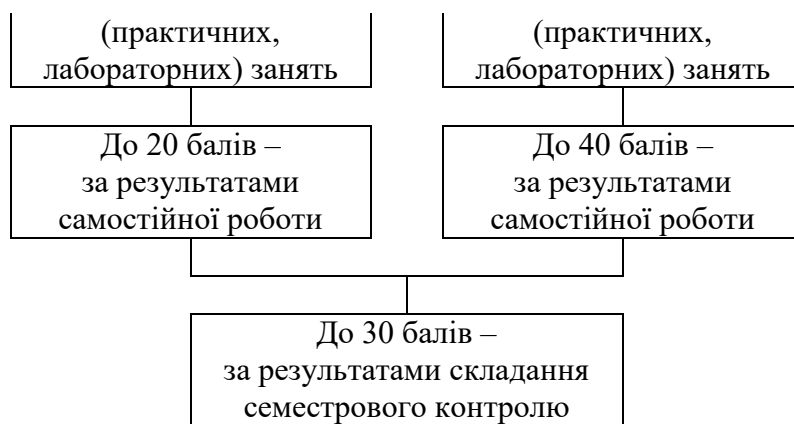 (практичних,
лабораторних) занять
(практичних,
лабораторних) занять
До 20 балів –
за результатами
самостійної роботи
До 40 балів –
за результатами
самостійної роботи
До 30 балів –
за результатами складання
семестрового контролю